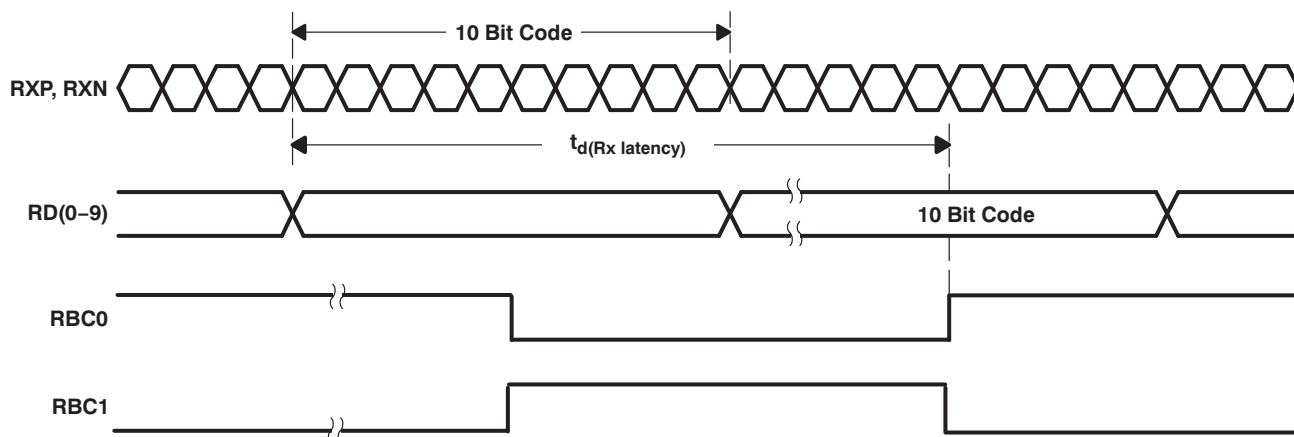 10 Bit Code
RXP, RXN
td(Rx latency)
RD(0–9)
10 Bit Code
RBC0
RBC1